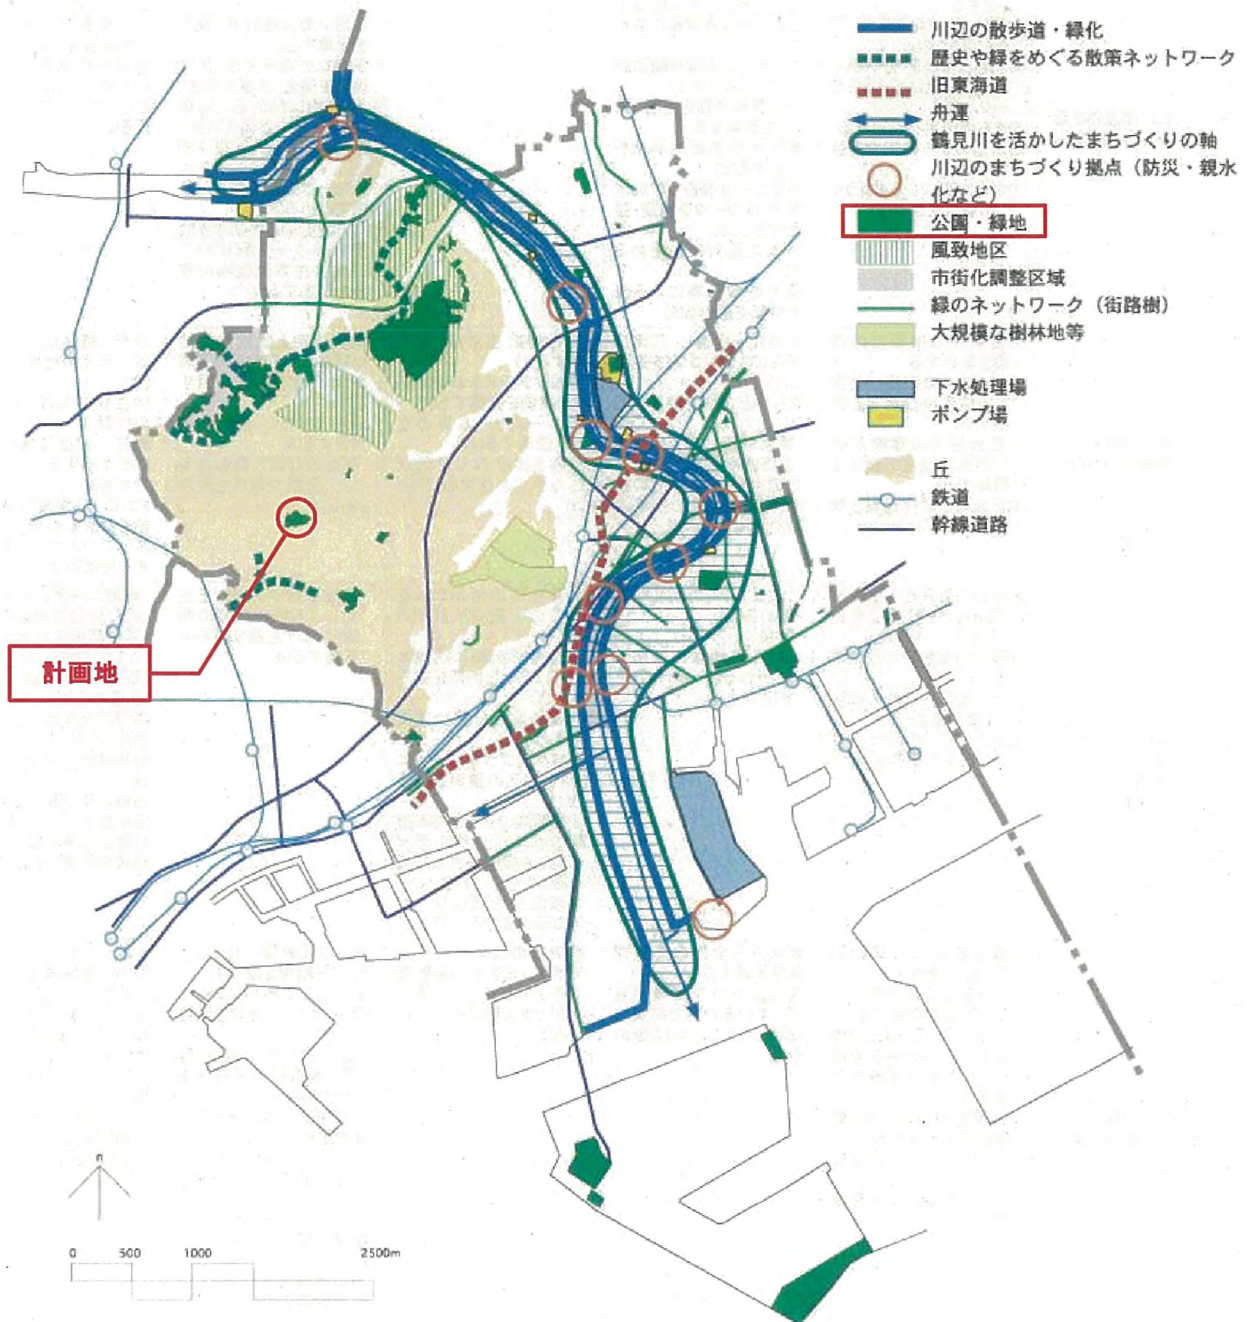 川辺の散歩道・緑化
歴史や緑をめぐる散策ネットワーク
旧東海道
舟運
鶴見川を活かしたまちづくりの軸
川辺のまちづくり拠点（防災・親水
化など）
公園・緑地
風致地区
市街化調整区域
緑のネットワーク（街路樹）
大規模な樹林地等
下水処理場
ポンプ場
丘
鉄道
幹線道路
計画地
n
0 500 1000 2500m